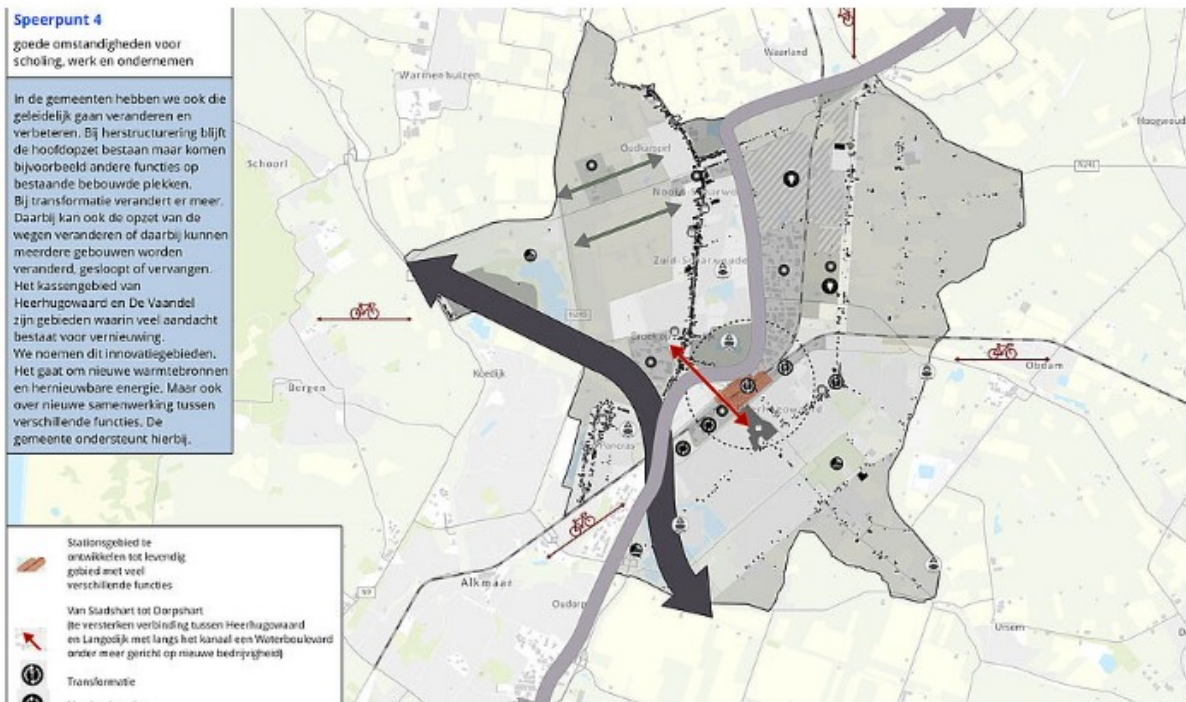 Speerpunt 4
goede omstandigheden voor
scholing, werk en ondernemen
In de gemeenten hebben we ook die
geleidelijk gaan veranderen en
verbeteren. Bij herstructurering blijft
de hoofdopzet bestaan maar komen
bijvoorbeeld andere functies op
bestaande bebouwde plekken.
Bij transformatie verandert er meer.
Daarbij kan ook de opzet van de
wegen veranderen of daarbij kunnen
meerdere gebouwen worden
veranderd, gesloopt of vervangen.
Het kassengebied van
Heerhugowaard en De Vaandel
zijn gebieden waarin veel aandacht
bestaat voor vernieuwing.
We noemen dit innovatiegebieden.
Het gaat om nieuwe warmtebronnen
en hernieuwbare energie. Maar ook
over nieuwe samenwerking tussen
verschillende functies. De
gemeente ondersteunt hierbij.
Waarland
Warmenhuizen
Schoorl
Oudkarspel
N241
Zuid-Scharwoude
N245
Koedijk
Bergen
Obdam
Alkmaar
Oudorp
Ursem
N9
Stationsgebied te
ontwikkelen tot levendig
gebied met veel
verschillende functies
Van Stadshart tot Dorpshart
(te versterken verbinding tussen Heerhugowaard
en Langedijk met langs het kanaal een Waterboulevard
onder meer gericht op nieuwe bedrijvigheid)
Transformatie